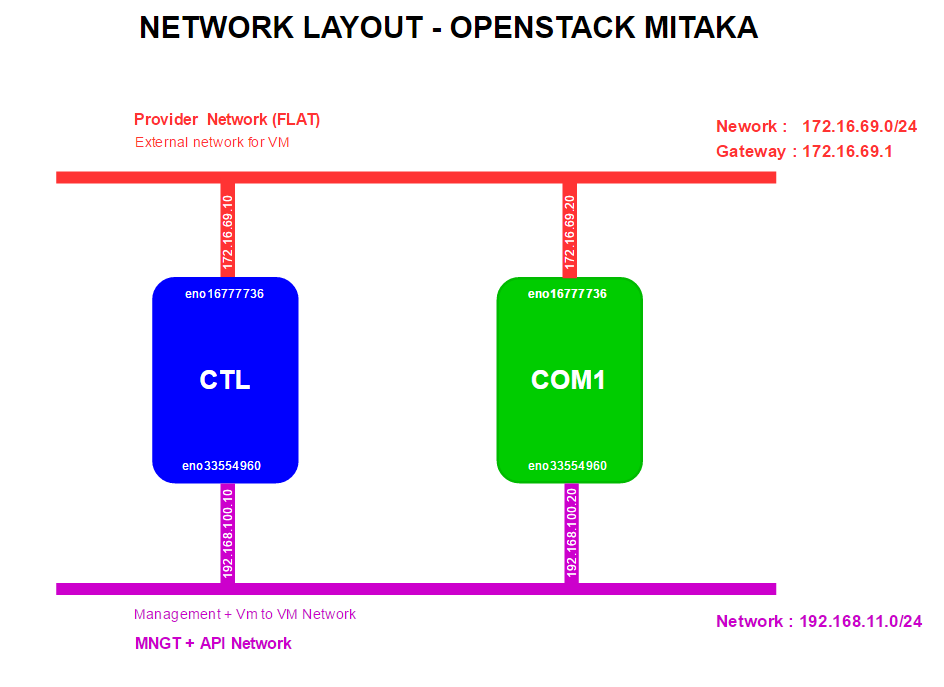 NETWORK LAYOUT - OPENSTACK MITAKA
Provider Network (FLAT)
External network for VM
Nework : 172.16.69.0/24
Gateway : 172.16.69.1
172.16.69.10
172.16.69.20
eno16777736
eno16777736
CTL
COM1
eno33554960
eno33554960
192.168.100.10
192.168.100.20
Management + Vm to VM Network
MNGT + API Network
Network : 192.168.11.0/24